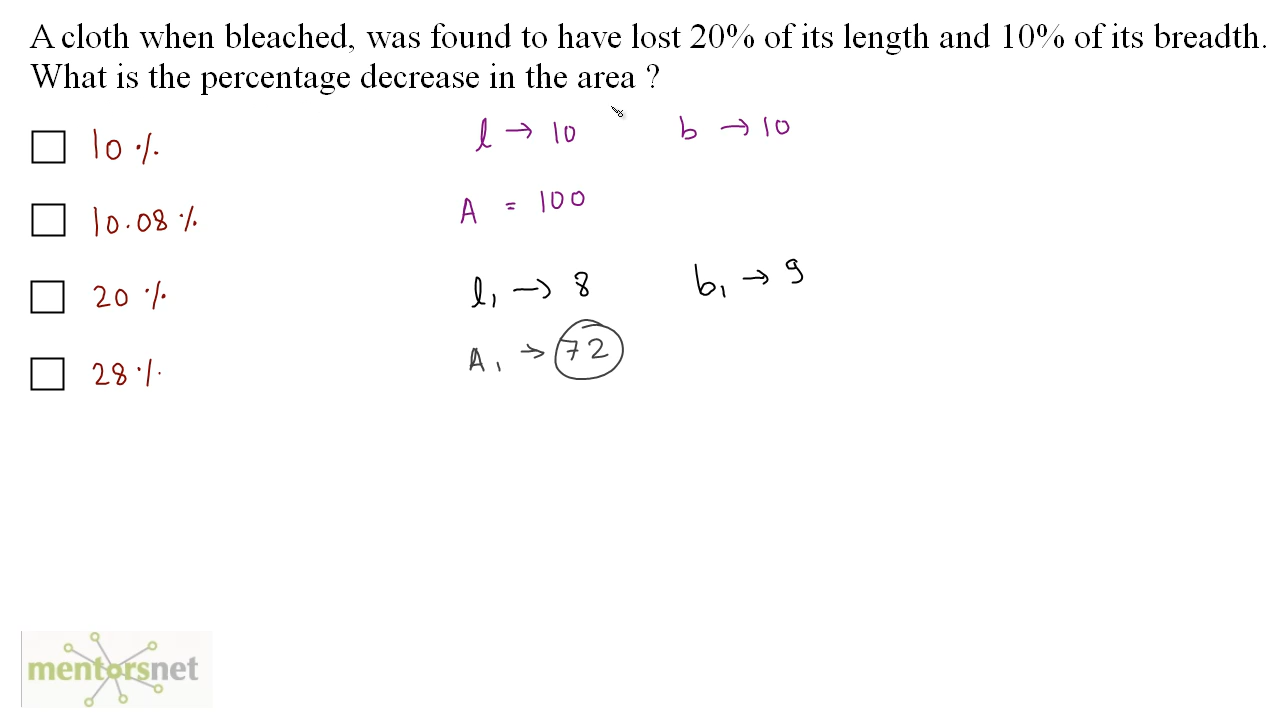 A cloth when bleached, was found to have lost 20% of its length and 10% of its breadth.
What is the percentage decrease in the area ?
10 %
l → 10 b → 10
A = 100
10.08 %
20 %
l₁ → 8 b₁ → 9
A₁ → 72
28 %
mentorsnet